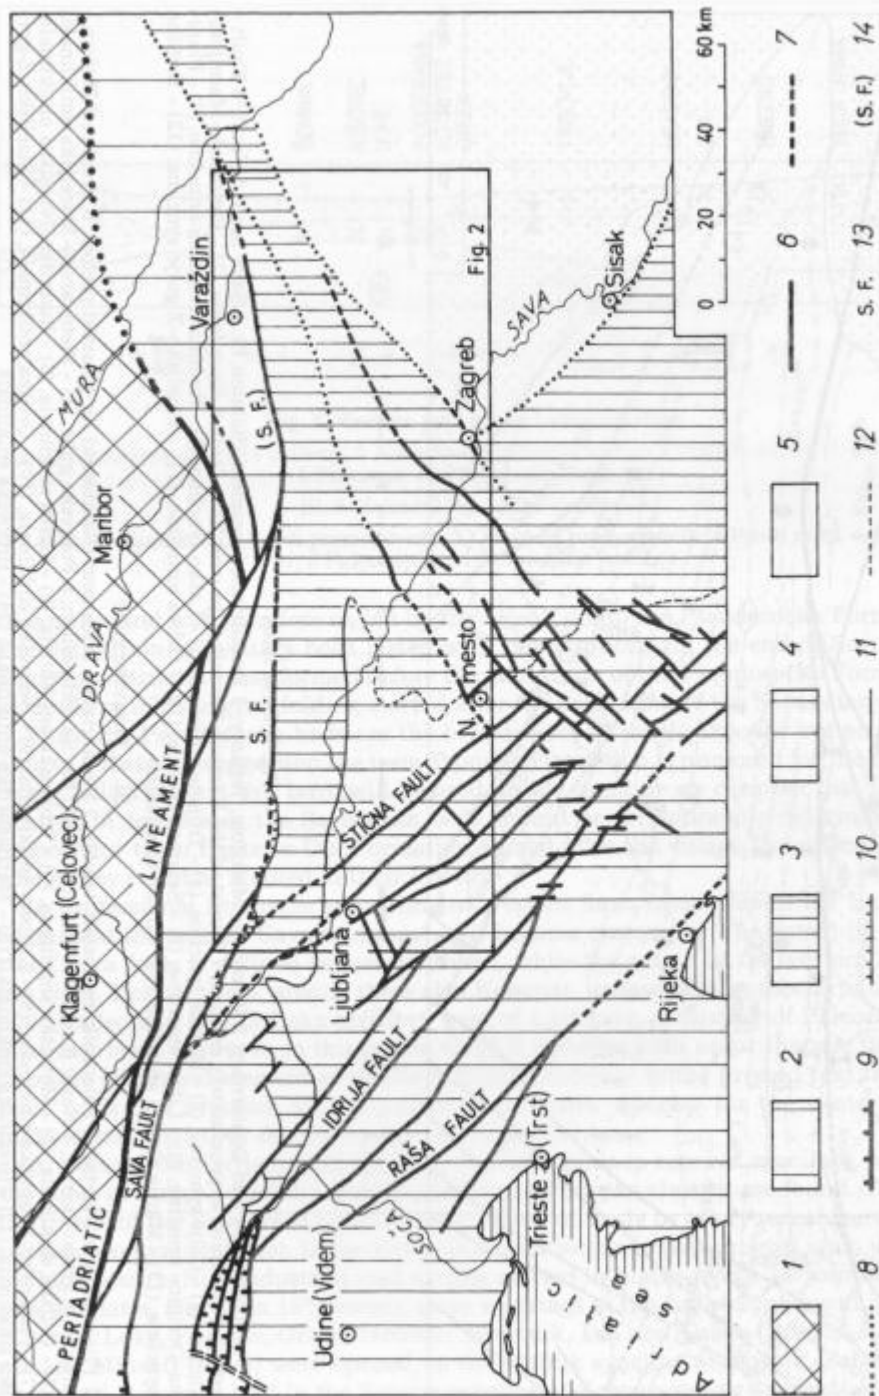 MURA
DRAVA
Maribor
Varaždin
Klagenfurt (Celovec)
PERIADRIATIC LINEAMENT
SAVA FAULT
S. F.
(S. F.)
STIČNA FAULT
Ljubljana
N. mesto
Zagreb
SAVA
Sisak
Fig. 2
IDRIJA FAULT
RAŠA FAULT
SOČA
Udine (Videm)
Trieste (Trst)
Rijeka
Adriatic sea
0 20 40 60 km
1 2 3 4 5 6 7
8 9 10 11 12 S. F. 13 (S. F.) 14